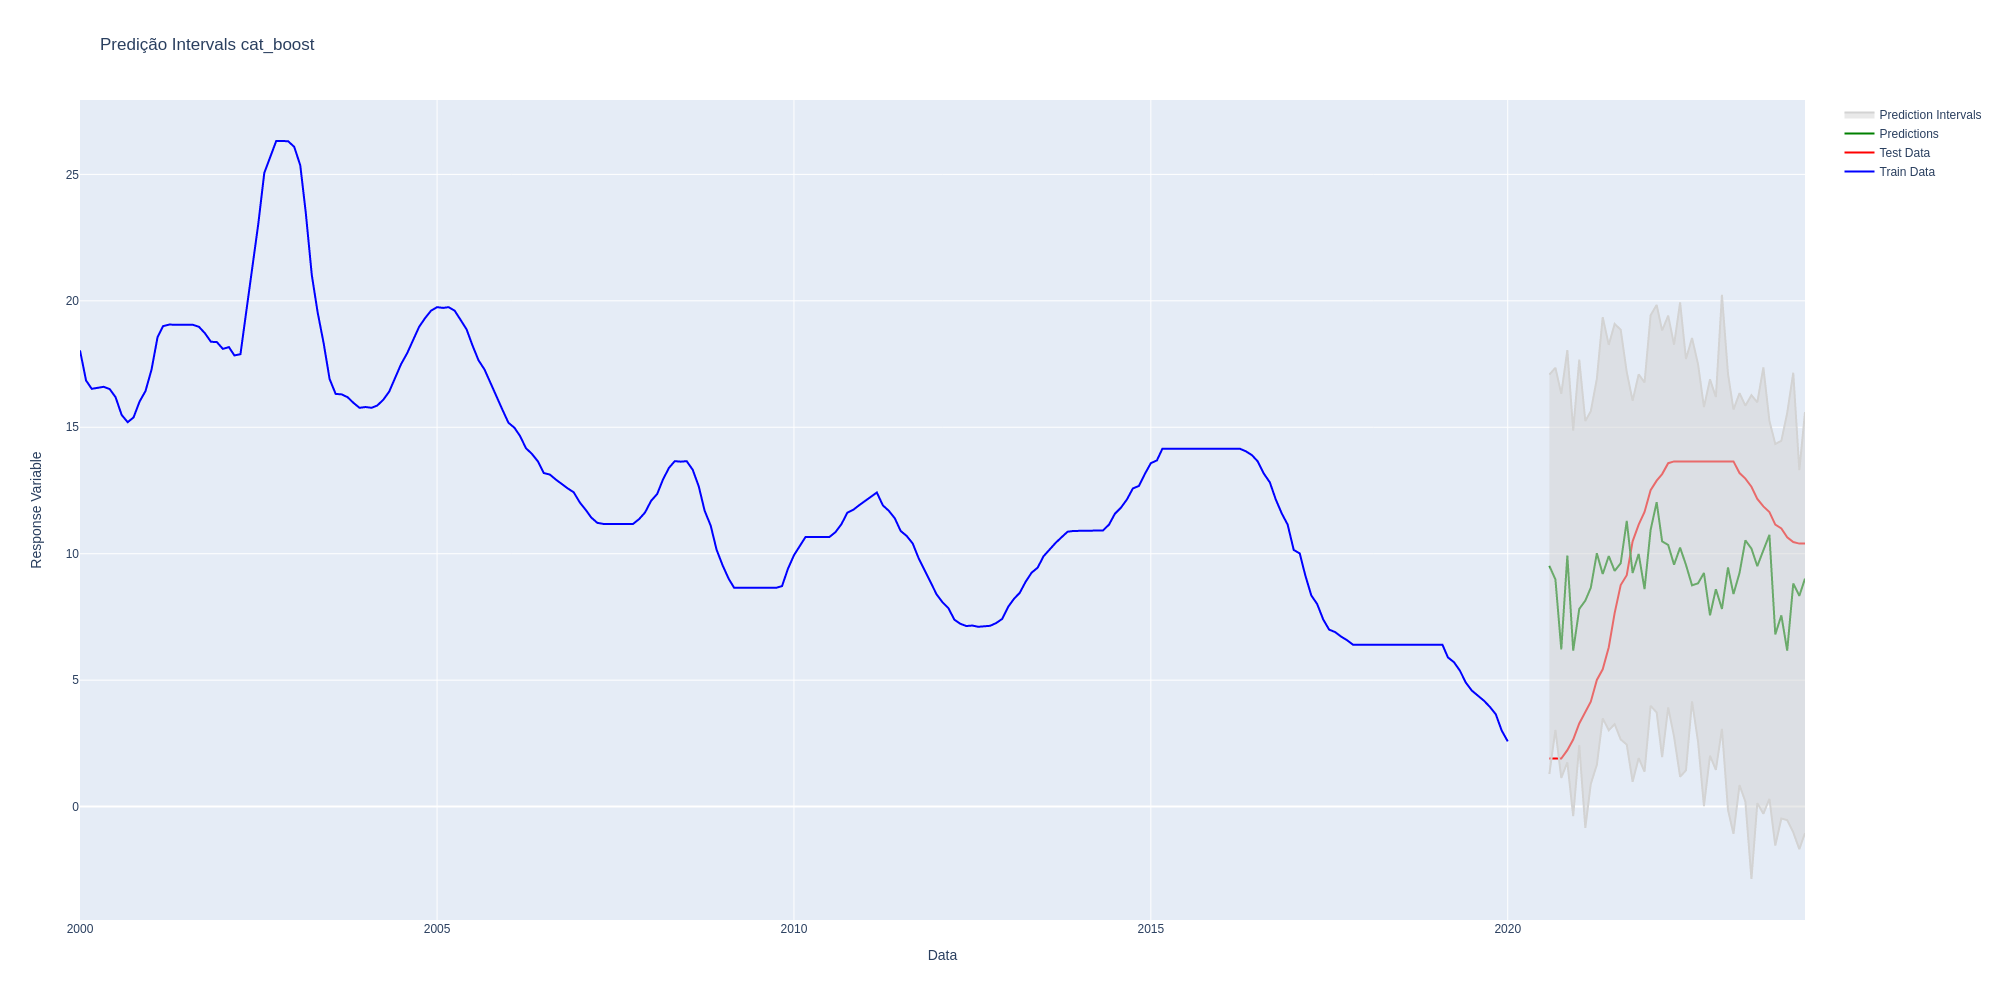 Predição Intervals cat_boost
Prediction Intervals
Predictions
Test Data
Train Data
Response Variable
25
20
15
10
5
0
2000
2005
2010
2015
2020
Data